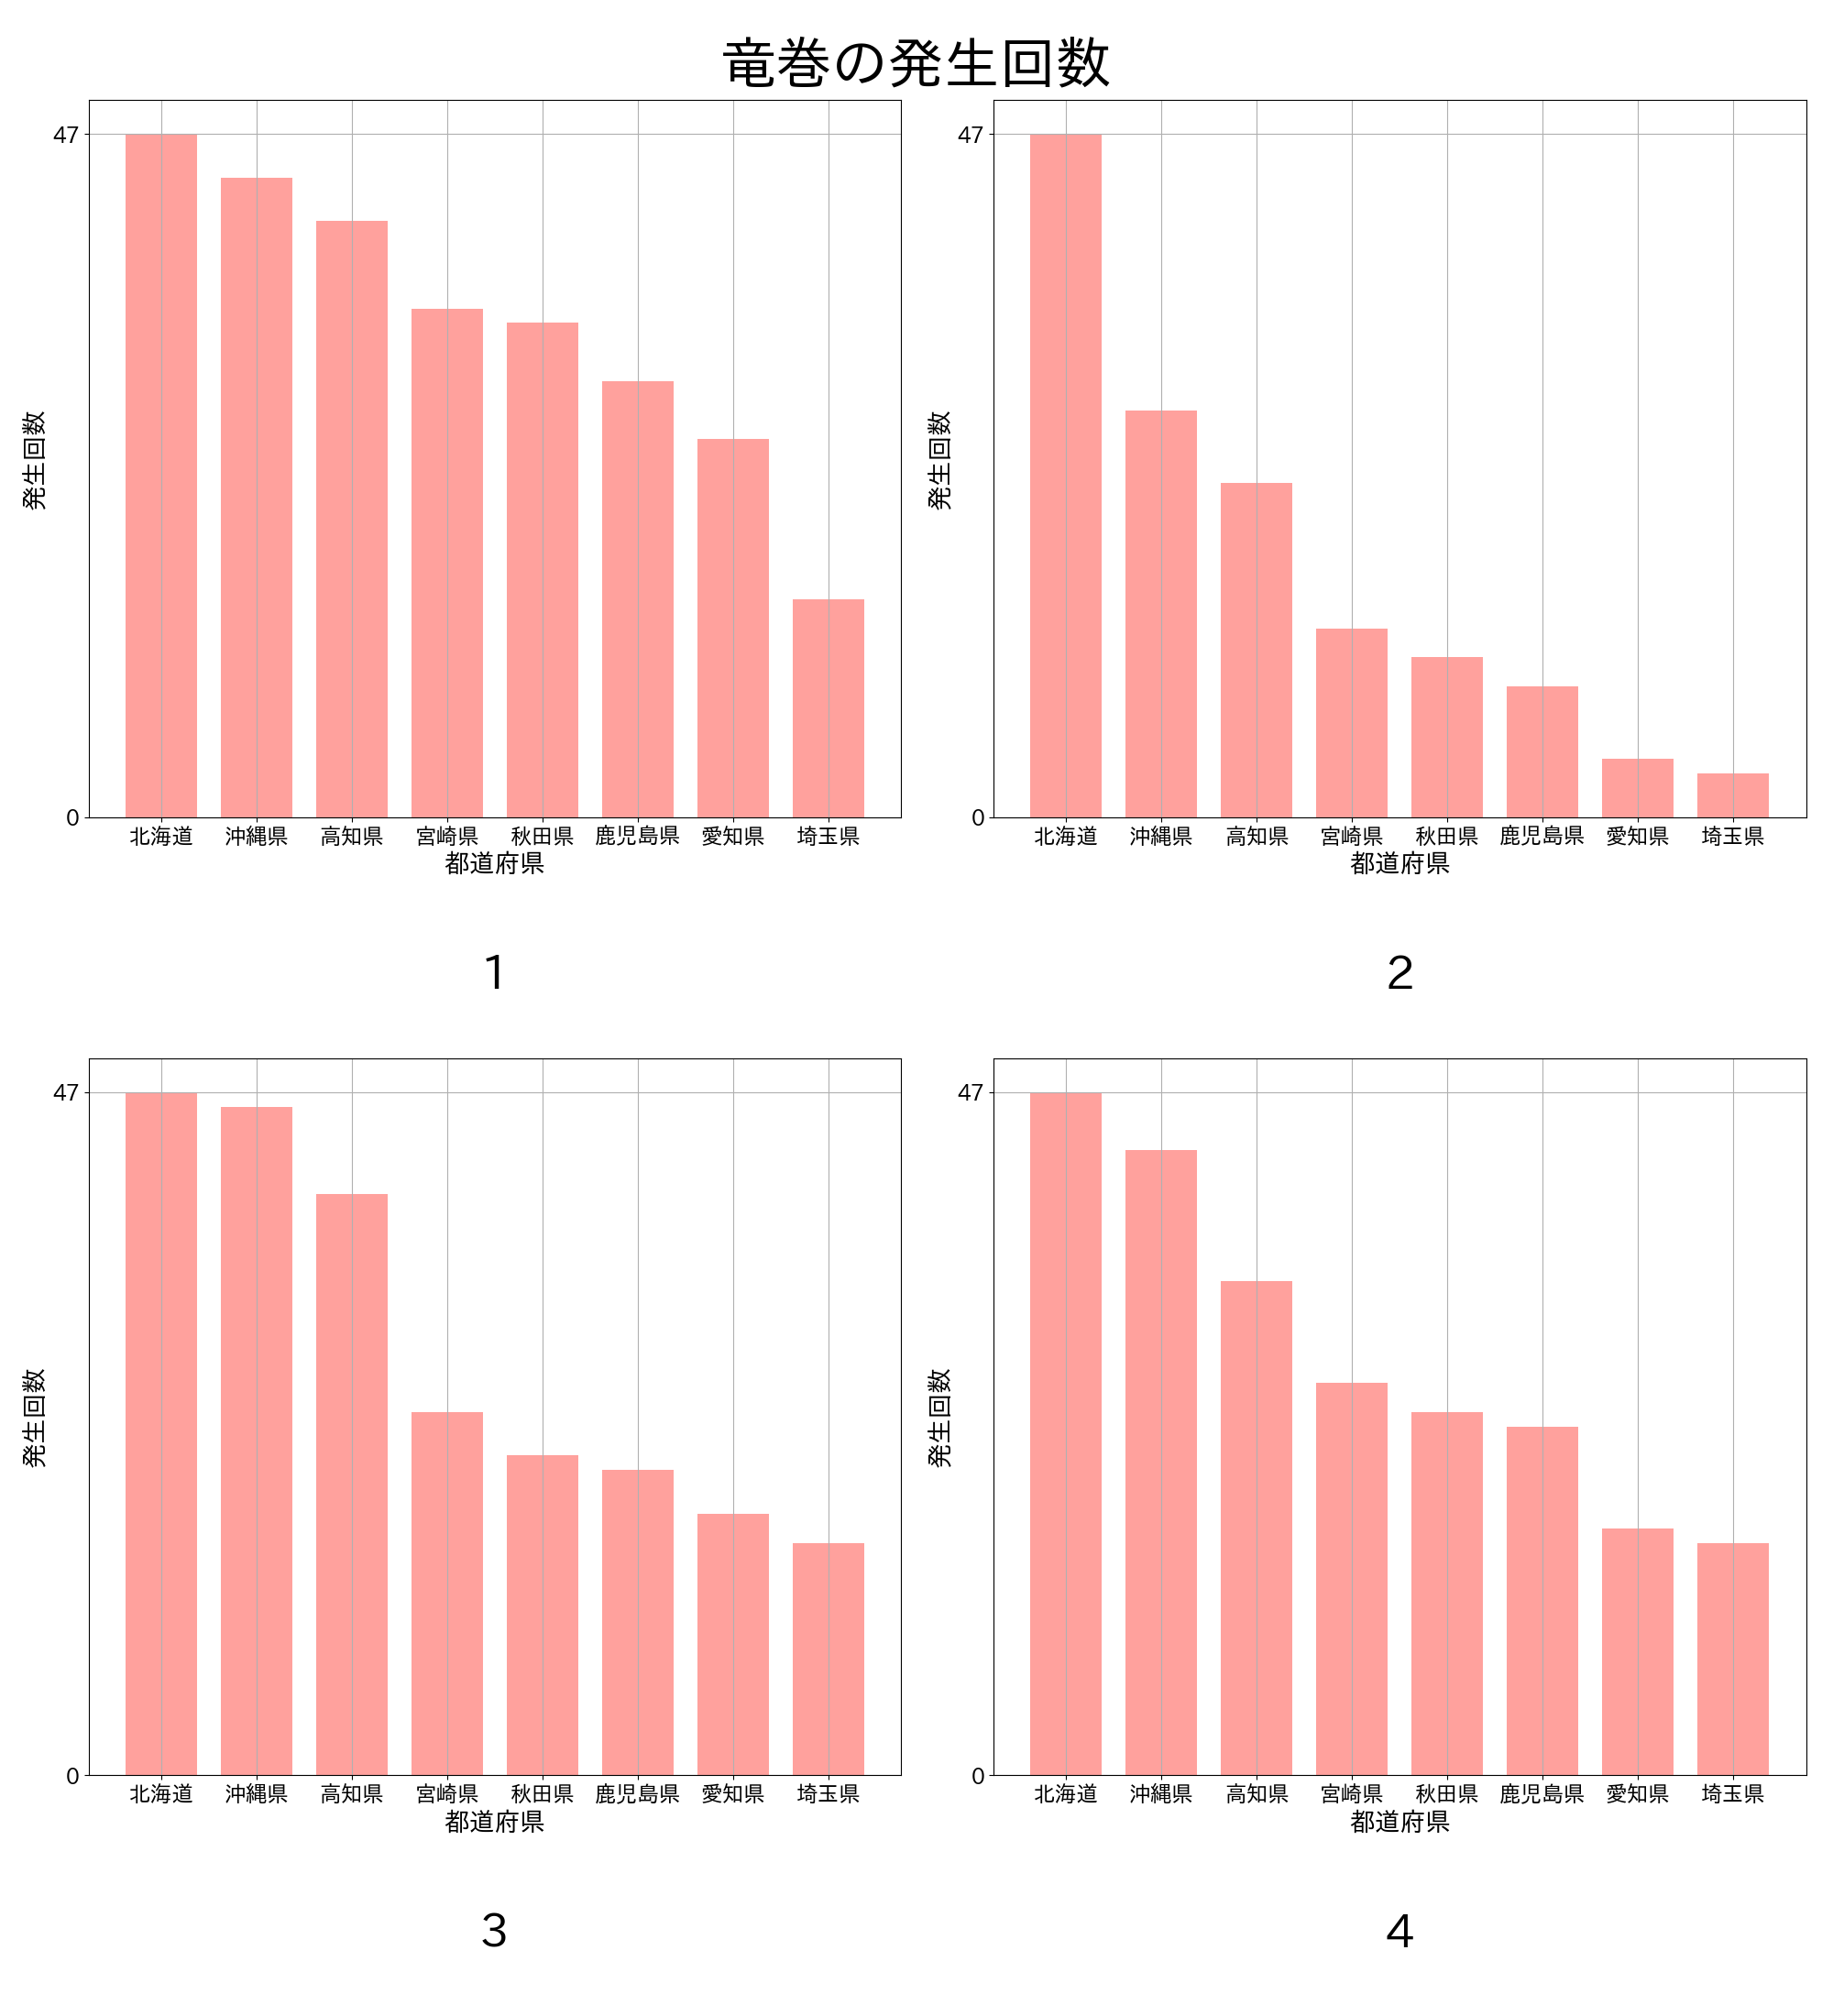 竜巻の発生回数
47
0
発生回数
北海道 沖縄県 高知県 宮崎県 秋田県 鹿児島県 愛知県 埼玉県
都道府県
1
47
0
発生回数
北海道 沖縄県 高知県 宮崎県 秋田県 鹿児島県 愛知県 埼玉県
都道府県
2
47
0
発生回数
北海道 沖縄県 高知県 宮崎県 秋田県 鹿児島県 愛知県 埼玉県
都道府県
3
47
0
発生回数
北海道 沖縄県 高知県 宮崎県 秋田県 鹿児島県 愛知県 埼玉県
都道府県
4